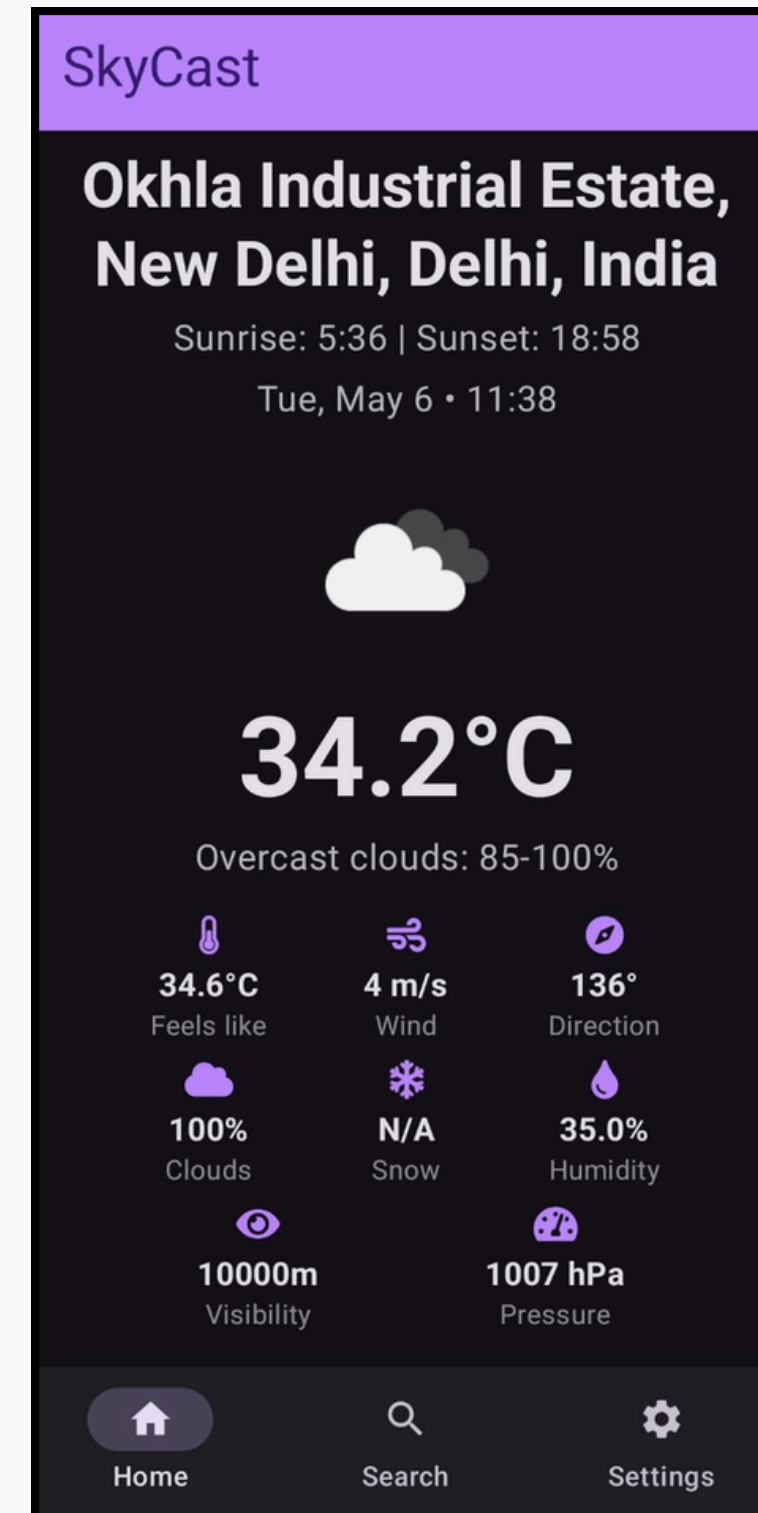 SkyCast
Okhla Industrial Estate,
New Delhi, Delhi, India
Sunrise: 5:36 | Sunset: 18:58
Tue, May 6 • 11:38
34.2°C
Overcast clouds: 85-100%
34.6°C
Feels like
4 m/s
Wind
136°
Direction
100%
Clouds
N/A
Snow
35.0%
Humidity
10000m
Visibility
1007 hPa
Pressure
Home
Search
Settings